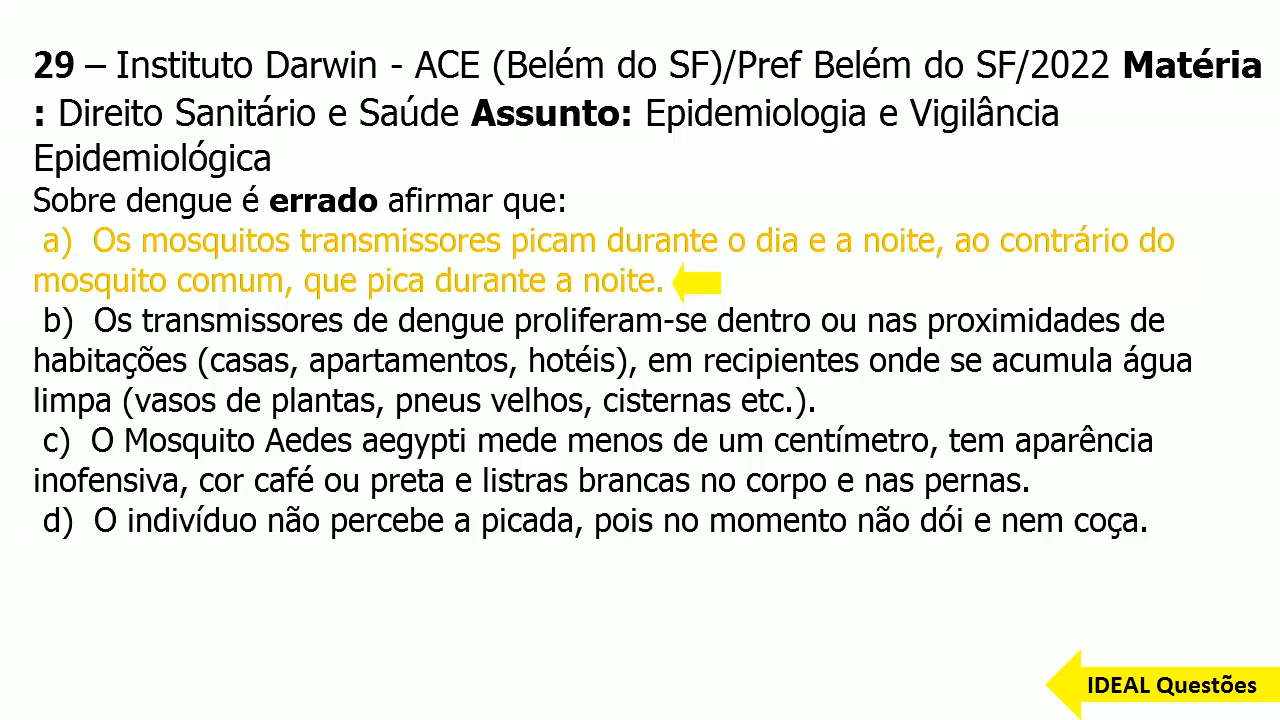 29 – Instituto Darwin - ACE (Belém do SF)/Pref Belém do SF/2022 Matéria
: Direito Sanitário e Saúde Assunto: Epidemiologia e Vigilância
Epidemiológica
Sobre dengue é errado afirmar que:
a) Os mosquitos transmissores picam durante o dia e a noite, ao contrário do
mosquito comum, que pica durante a noite.
b) Os transmissores de dengue proliferam-se dentro ou nas proximidades de
habitações (casas, apartamentos, hotéis), em recipientes onde se acumula água
limpa (vasos de plantas, pneus velhos, cisternas etc.).
c) O Mosquito Aedes aegypti mede menos de um centímetro, tem aparência
inofensiva, cor café ou preta e listras brancas no corpo e nas pernas.
d) O indivíduo não percebe a picada, pois no momento não dói e nem coça.
IDEAL Questões